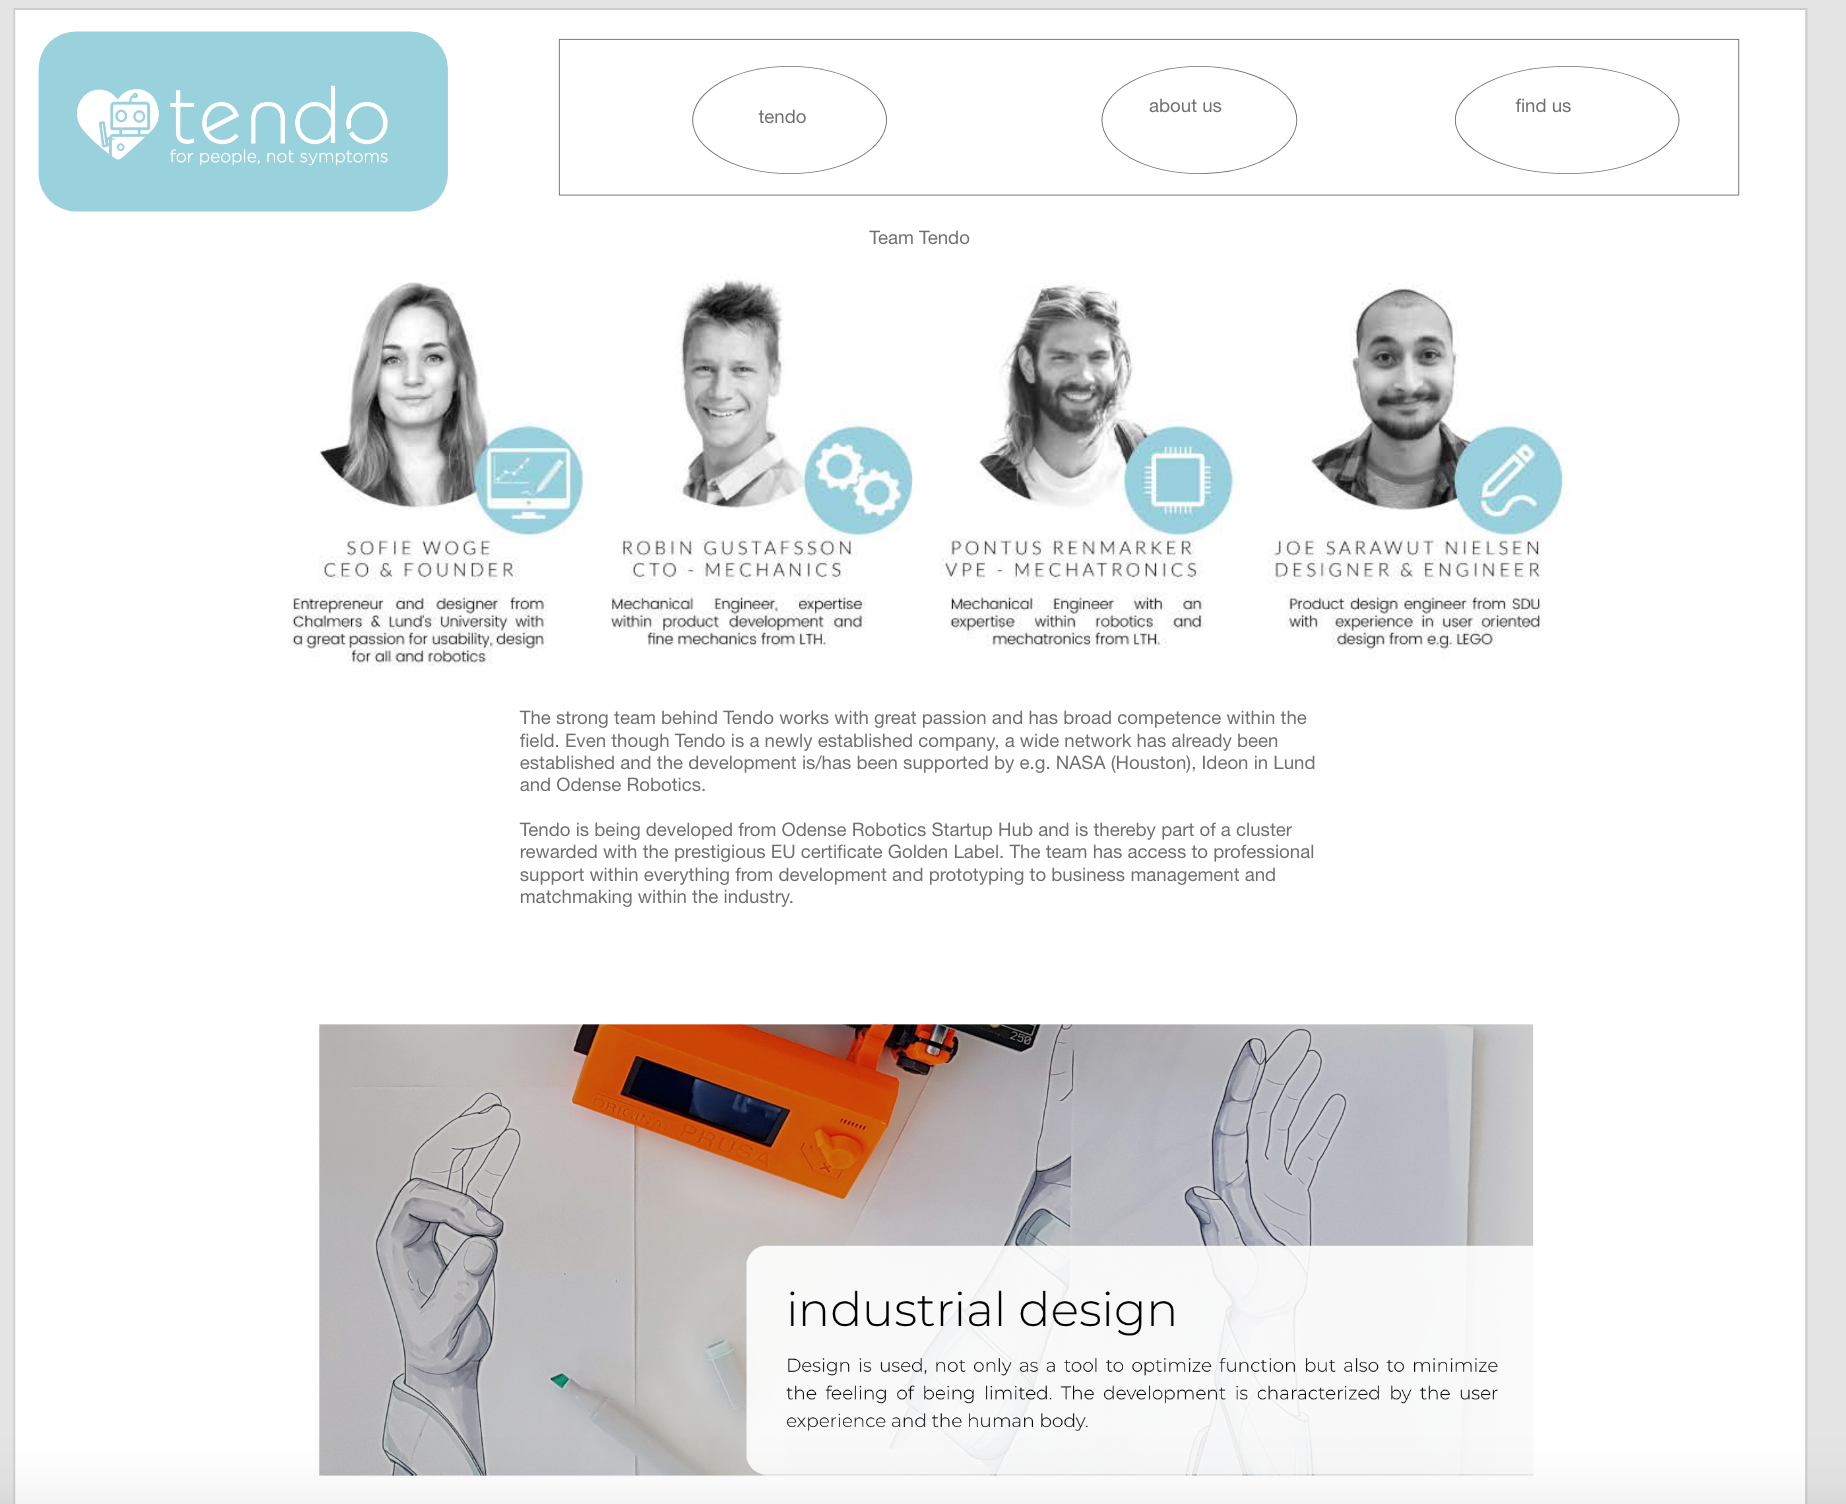 tendo
for people, not symptoms
tendo
about us
find us
Team Tendo
SOFIE WOGE
CEO & FOUNDER
Entrepreneur and designer from
Chalmers & Lund's University with
a great passion for usability, design
for all and robotics
ROBIN GUSTAFSSON
CTO - MECHANICS
Mechanical Engineer, expertise
within product development and
fine mechanics from LTH.
PONTUS RENMARKER
VPE - MECHATRONICS
Mechanical Engineer with an
expertise within robotics and
mechatronics from LTH.
JOE SARAWUT NIELSEN
DESIGNER & ENGINEER
Product design engineer from SDU
with experience in user oriented
design from e.g. LEGO
The strong team behind Tendo works with great passion and has broad competence within the
field. Even though Tendo is a newly established company, a wide network has already been
established and the development is/has been supported by e.g. NASA (Houston), Ideon in Lund
and Odense Robotics.
Tendo is being developed from Odense Robotics Startup Hub and is thereby part of a cluster
rewarded with the prestigious EU certificate Golden Label. The team has access to professional
support within everything from development and prototyping to business management and
matchmaking within the industry.
250
ORIGINAL PRUSA
industrial design
Design is used, not only as a tool to optimize function but also to minimize
the feeling of being limited. The development is characterized by the user
experience and the human body.